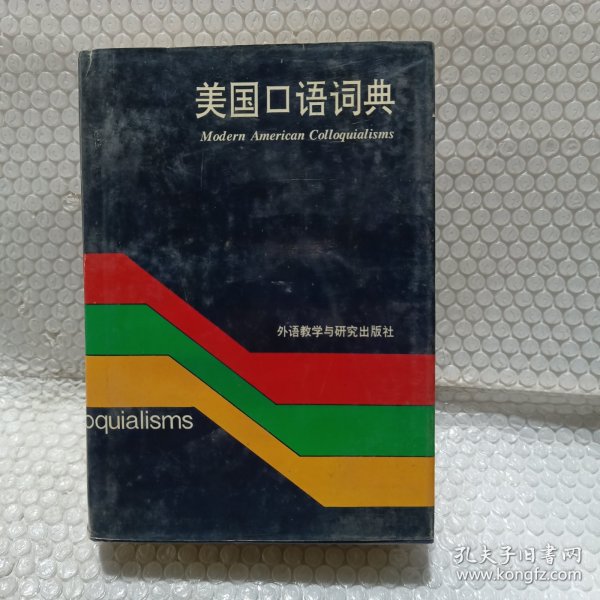 美国口语词典
Modern American Colloquialisms
外语教学与研究出版社
oquialisms
孔夫子旧书网
www.kongfz.com